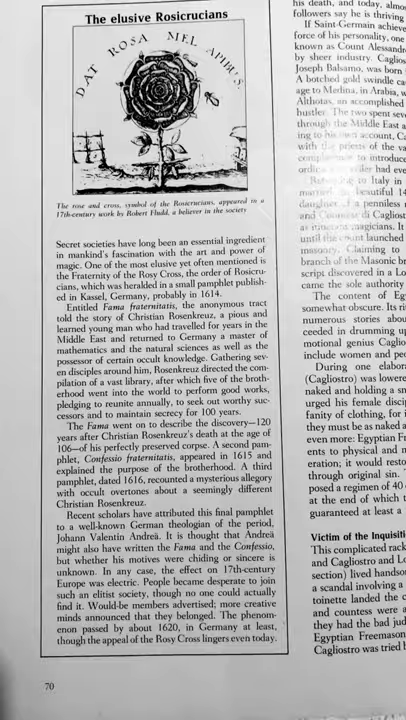 The elusive Rosicrucians
DAT ROSA MEL APIBUS.
The rose and cross, symbol of the Rosicrucians, appeared in a
17th-century work by Robert Fludd, a believer in the society
Secret societies have long been an essential ingredient
in mankind's fascination with the art and power of
magic. One of the most elusive yet often mentioned is
the Fraternity of the Rosy Cross, the order of Rosicru-
cians, which was heralded in a small pamphlet publish-
ed in Kassel, Germany, probably in 1614.
Entitled Fama fraternitatis, the anonymous tract
told the story of Christian Rosenkreuz, a pious and
learned young man who had travelled for years in the
Middle East and returned to Germany a master of
mathematics and the natural sciences as well as the
possessor of certain occult knowledge. Gathering sev-
en disciples around him, Rosenkreuz directed the com-
pilation of a vast library, after which five of the broth-
erhood went into the world to perform good works,
pledging to reunite annually, to seek out worthy suc-
cessors and to maintain secrecy for 100 years.
The Fama went on to describe the discovery—120
years after Christian Rosenkreuz's death at the age of
106—of his perfectly preserved corpse. A second pam-
phlet, Confessio fraternitatis, appeared in 1615 and
explained the purpose of the brotherhood. A third
pamphlet, dated 1616, recounted a mysterious allegory
with occult overtones about a seemingly different
Christian Rosenkreuz.
Recent scholars have attributed this final pamphlet
to a well-known German theologian of the period,
Johann Valentin Andreä. It is thought that Andreä
might also have written the Fama and the Confessio,
but whether his motives were chiding or sincere is
unknown. In any case, the effect on 17th-century
Europe was electric. People became desperate to join
such an elitist society, though no one could actually
find it. Would-be members advertised; more creative
minds announced that they belonged. The phenom-
enon passed by about 1620, in Germany at least,
though the appeal of the Rosy Cross lingers even today.
70
his death, and today, almo
followers say he is thriving
If Saint-Germain achieve
force of his personality, one
known as Count Alessandr
by sheer industry. Caglios
Joseph Balsamo, was born
A botched gold swindle ca
age to Medina, in Arabia, w
Althotas, an accomplished
hustler. The two spent sev
through the Middle East a
ing to his own account, Ca
with the priests of the va
to introduce
had eve
to Italy in
beautiful 14
a penniless
and di Cagliost
as magicians. It
until the count launched
masonry. Claiming to
branch of the Masonic br
script discovered in a Lo
came the sole authority
The content of Eg
somewhat obscure. Its r
numerous stories abou
ceeded in drumming up
motional genius Caglio
include women and peo
During one elabora
(Cagliostro) was lowere
naked and holding a sn
urged his female discip
fanity of clothing, for i
they must be as naked a
even more: Egyptian Fr
ents to physical and m
eration; it would resto
through original sin.
posed a regimen of 40
at the end of which t
guaranteed at least a
Victim of the Inquisiti
This complicated rack
and Cagliostro and Lo
section) lived handsom
a scandal involving a
toinette landed the c
and countess were a
they had the bad jud
Egyptian Freemason
Cagliostro was tried b